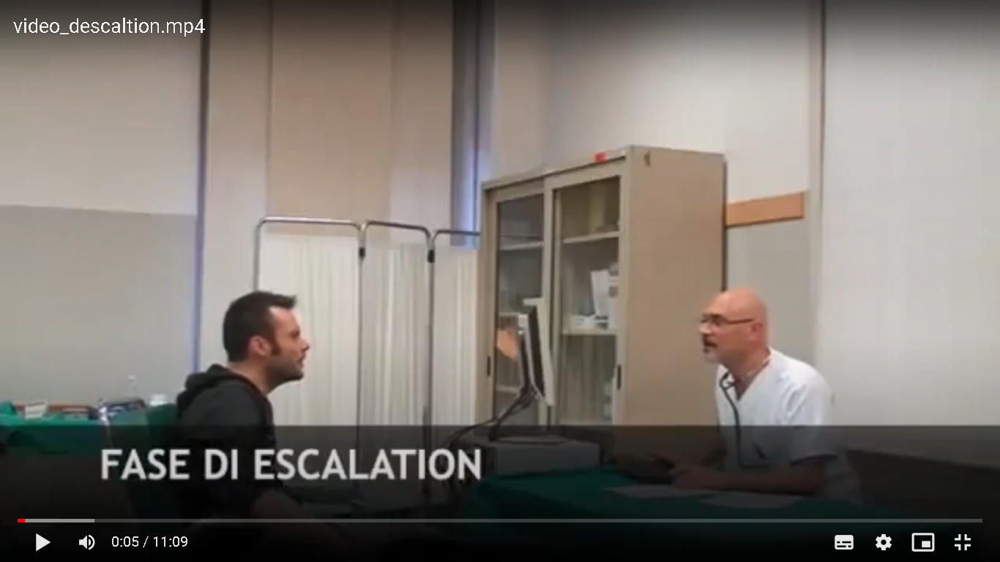 video_descaltion.mp4
FASE DI ESCALATION
0:05 / 11:09